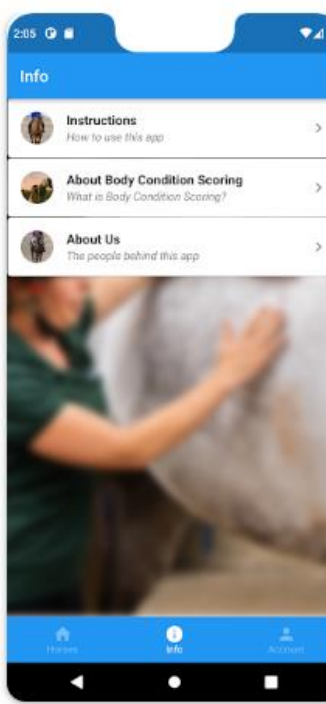 2:05
Info
Instructions
How to use this app
About Body Condition Scoring
What is Body Condition Scoring?
About Us
The people behind this app
Horses
Info
Account